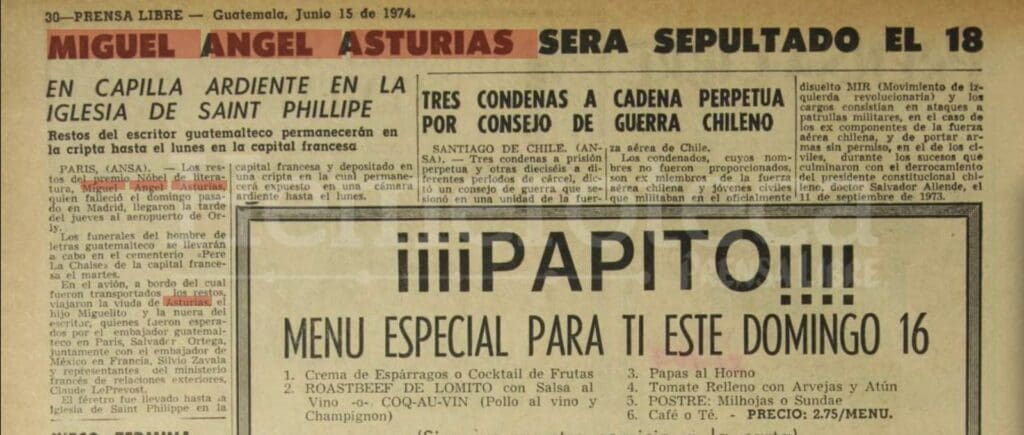 30—PRENSA LIBRE — Guatemala, Junio 15 de 1974.
MIGUEL ANGEL ASTURIAS SERA SEPULTADO EL 18
EN CAPILLA ARDIENTE EN LA
IGLESIA DE SAINT PHILLIPE
Restos del escritor guatemalteco permanecerán en
la cripta hasta el lunes en la capital francesa
PARIS, (ANSA). — Los res-
tos del premio Nóbel de litera-
tura, Miguel Angel Asturias,
quien falleció el domingo pasa-
do en Madrid, llegaron la tarde
del jueves al aeropuerto de Or-
ly.
Los funerales del hombre de
letras guatemalteco se llevarán
a cabo en el cementerio «Pere
La Chaise» de la capital france-
sa el martes.
En el avión, a bordo del cual
fueron transportados los restos,
viajaron la viuda de Asturias, el
hijo Miguelito y la nuera del
escritor, quienes fueron espera-
dos por el embajador guatemal-
teco en París, Salvador Ortega,
juntamente con el embajador de
México en Francia, Silvio Zavala
y representantes del ministerio
francés de relaciones exteriores,
Claude LePrevost.
El féretro fue llevado hasta la
Iglesia de Saint Philippe en la
capital francesa y depositado en
una cripta en la cual permane-
cerá expuesto en una cámara
ardiente hasta el lunes.
TRES CONDENAS A CADENA PERPETUA
POR CONSEJO DE GUERRA CHILENO
SANTIAGO DE CHILE. (AN-
SA). — Tres condenas a prisión
perpetua y otras dieciséis a di-
ferentes períodos de cárcel, dic-
tó un consejo de guerra que se-
sionó en una unidad de la fuer-
za aérea de Chile.
Los condenados, cuyos nom-
bres no fueron proporcionados,
son ex miembros de la fuerza
aérea chilena y jóvenes civiles
que militaban en el oficialmente
disuelto MIR (Movimiento de iz-
quierda revolucionaria) y los
cargos consistían en ataques a
patrullas militares, en el caso de
los ex componentes de la fuerza
aérea chilena, y de portar ar-
mas sin permiso, en el de los ci-
viles, durante los sucesos que
culminaron con el derrocamiento
del presidente constitucional chi-
leno, doctor Salvador Allende, el
11 de septiembre de 1973.
¡¡¡¡PAPITO!!!!
MENU ESPECIAL PARA TI ESTE DOMINGO 16
1. Crema de Espárragos o Cocktail de Frutas
2. ROASTBEEF DE LOMITO con Salsa al
Vino -o- COQ-AU-VIN (Pollo al vino y
Champignon)
3. Papas al Horno
4. Tomate Relleno con Arvejas y Atún
5. POSTRE: Milhojas o Sundae
6. Café o Té. - PRECIO: 2.75/MENU.